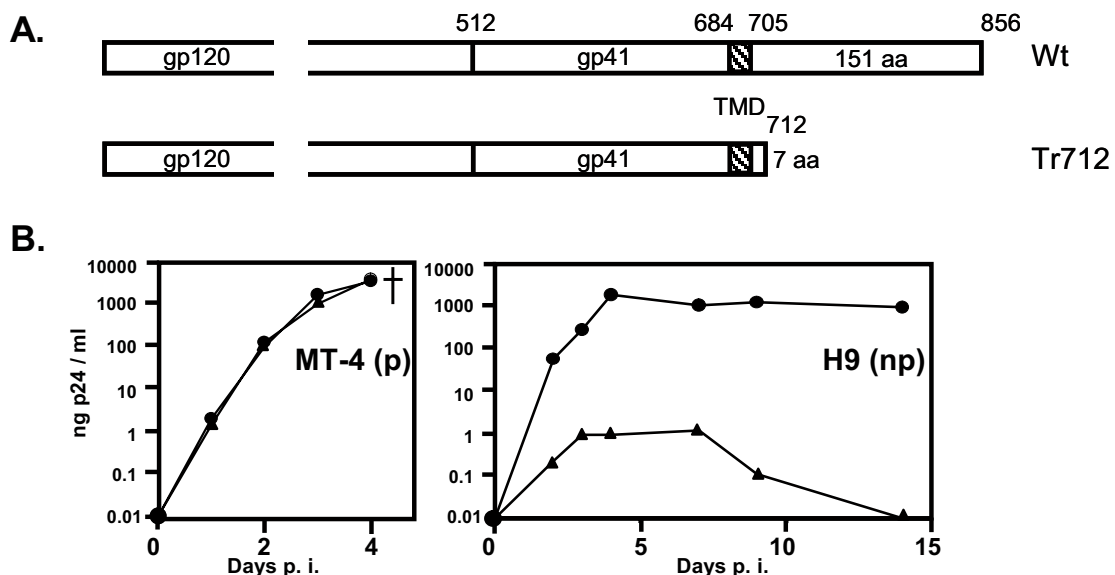 A.
512 684 705 856
gp120 gp41 151 aa Wt
TMD
712
gp120 gp41 7 aa Tr712
B.
ng p24 / ml
10000
1000
100
10
1
0.1
0.01
MT-4 (p)
0 2 4
Days p. i.
10000
1000
100
10
1
0.1
0.01
H9 (np)
0 5 10 15
Days p. i.